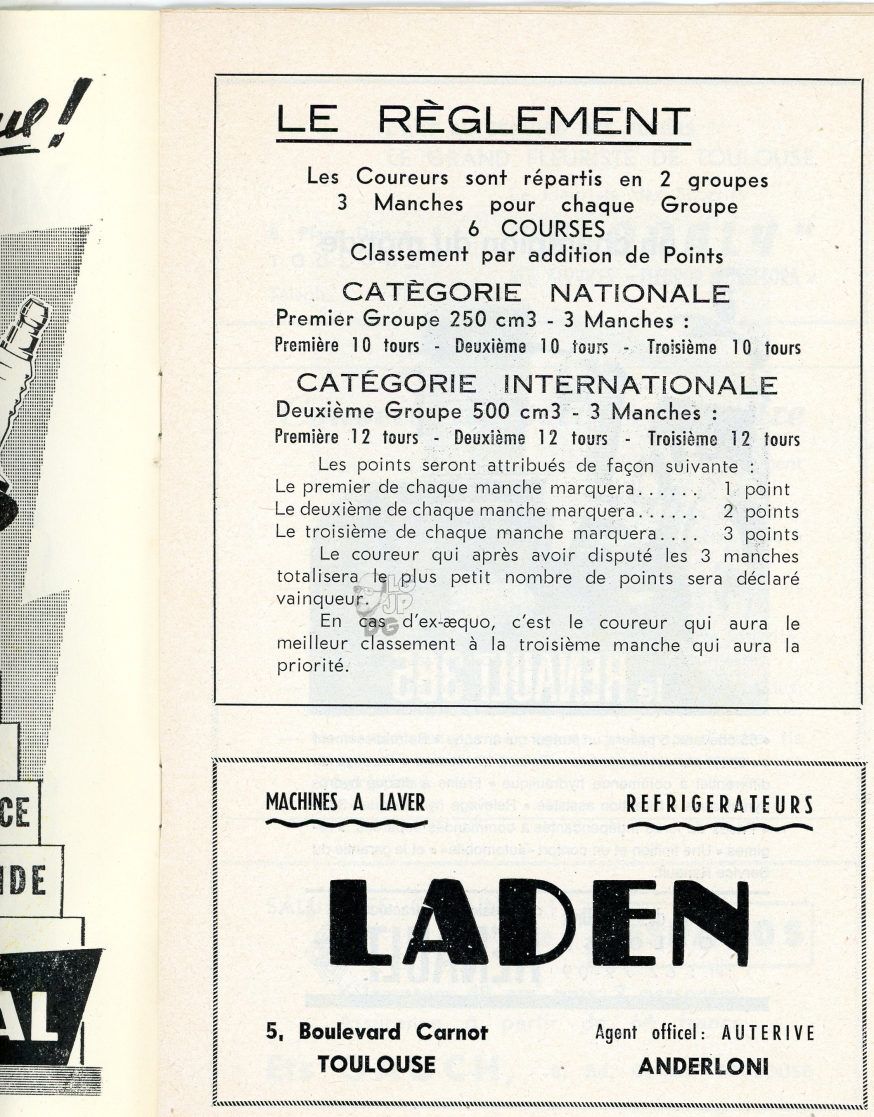 LE RÈGLEMENT
Les Coureurs sont répartis en 2 groupes
3 Manches pour chaque Groupe
6 COURSES
Classement par addition de Points
CATÈGORIE NATIONALE
Premier Groupe 250 cm3 - 3 Manches :
Première 10 tours - Deuxième 10 tours - Troisième 10 tours
CATÉGORIE INTERNATIONALE
Deuxième Groupe 500 cm3 - 3 Manches :
Première 12 tours - Deuxième 12 tours - Troisième 12 tours
Les points seront attribués de façon suivante :
Le premier de chaque manche marquera...... 1 point
Le deuxième de chaque manche marquera...... 2 points
Le troisième de chaque manche marquera.... 3 points
Le coureur qui après avoir disputé les 3 manches
totalisera le plus petit nombre de points sera déclaré
vainqueur.
En cas d'ex-æquo, c'est le coureur qui aura le
meilleur classement à la troisième manche qui aura la
priorité.
MACHINES A LAVER
REFRIGERATEURS
LADEN
5, Boulevard Carnot
TOULOUSE
Agent officel : AUTERIVE
ANDERLONI